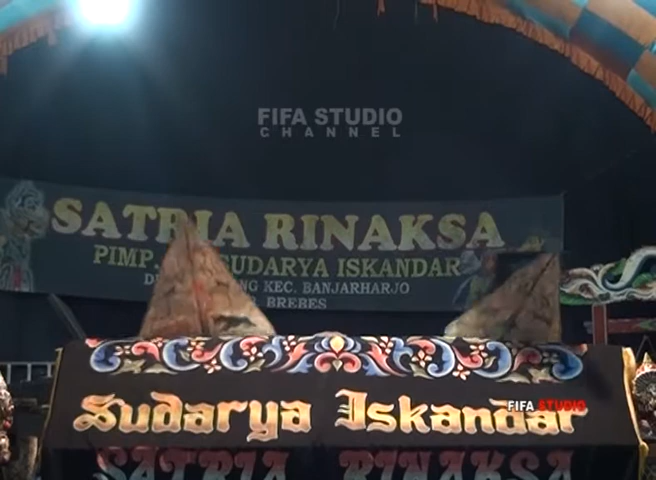 FIFA STUDIO
CHANNEL
SATRIA RINAKSA
PIMP. SUDARYA ISKANDAR
KEC. BANJARHARJO
BREBES
Sudarya Iskandar
FIFA STUDIO
SATRIA RINAKSA